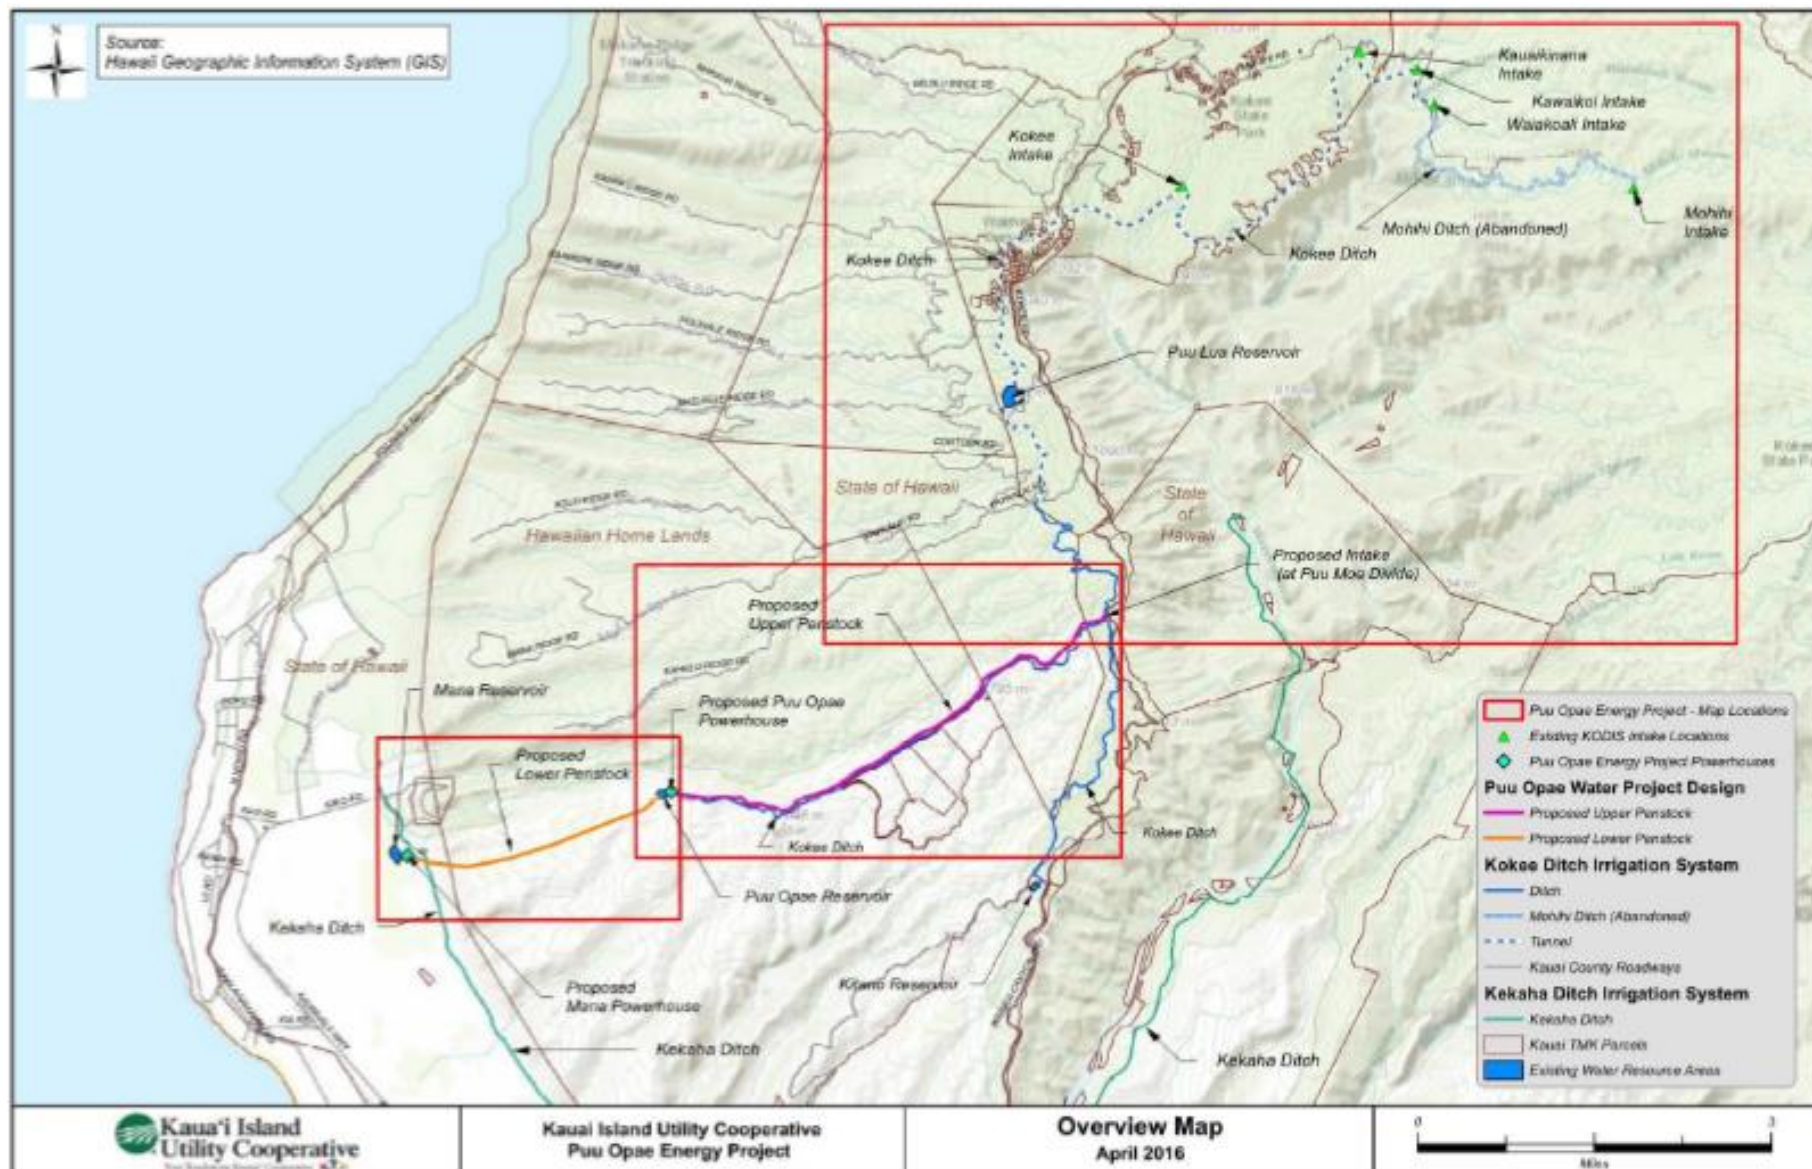 N
Source:
Hawaii Geographic Information System (GIS)
Kauaikinana
Intake
Kawaikoi Intake
Waiakoali Intake
Kokee
Intake
Mohihi
Intake
Mohihi Ditch (Abandoned)
Kokee Ditch
Kokee Ditch
Puu Lua Reservoir
CONTOUR RD
State of Hawaii
State
of
Hawaii
Hawaiian Home Lands
Proposed Intake
(at Puu Moe Divide)
Proposed
Upper Penstock
State of Hawaii
Mana Reservoir
Proposed Puu Opae
Powerhouse
Proposed
Lower Penstock
Kokee Ditch
Kokee Ditch
Puu Opae Reservoir
Kekaha Ditch
Kitano Reservoir
Proposed
Mana Powerhouse
Kekaha Ditch
Kekaha Ditch
Puu Opae Energy Project - Map Locations
Existing KODIS Intake Locations
Puu Opae Energy Project Powerhouses
Puu Opae Water Project Design
Proposed Upper Penstock
Proposed Lower Penstock
Kokee Ditch Irrigation System
Ditch
Mohihi Ditch (Abandoned)
Tunnel
Kauai County Roadways
Kekaha Ditch Irrigation System
Kekaha Ditch
Kauai TMK Parcels
Existing Water Resource Areas
Kaua'i Island
Utility Cooperative
Kauai Island Utility Cooperative
Puu Opae Energy Project
Overview Map
April 2016
0 3
Miles